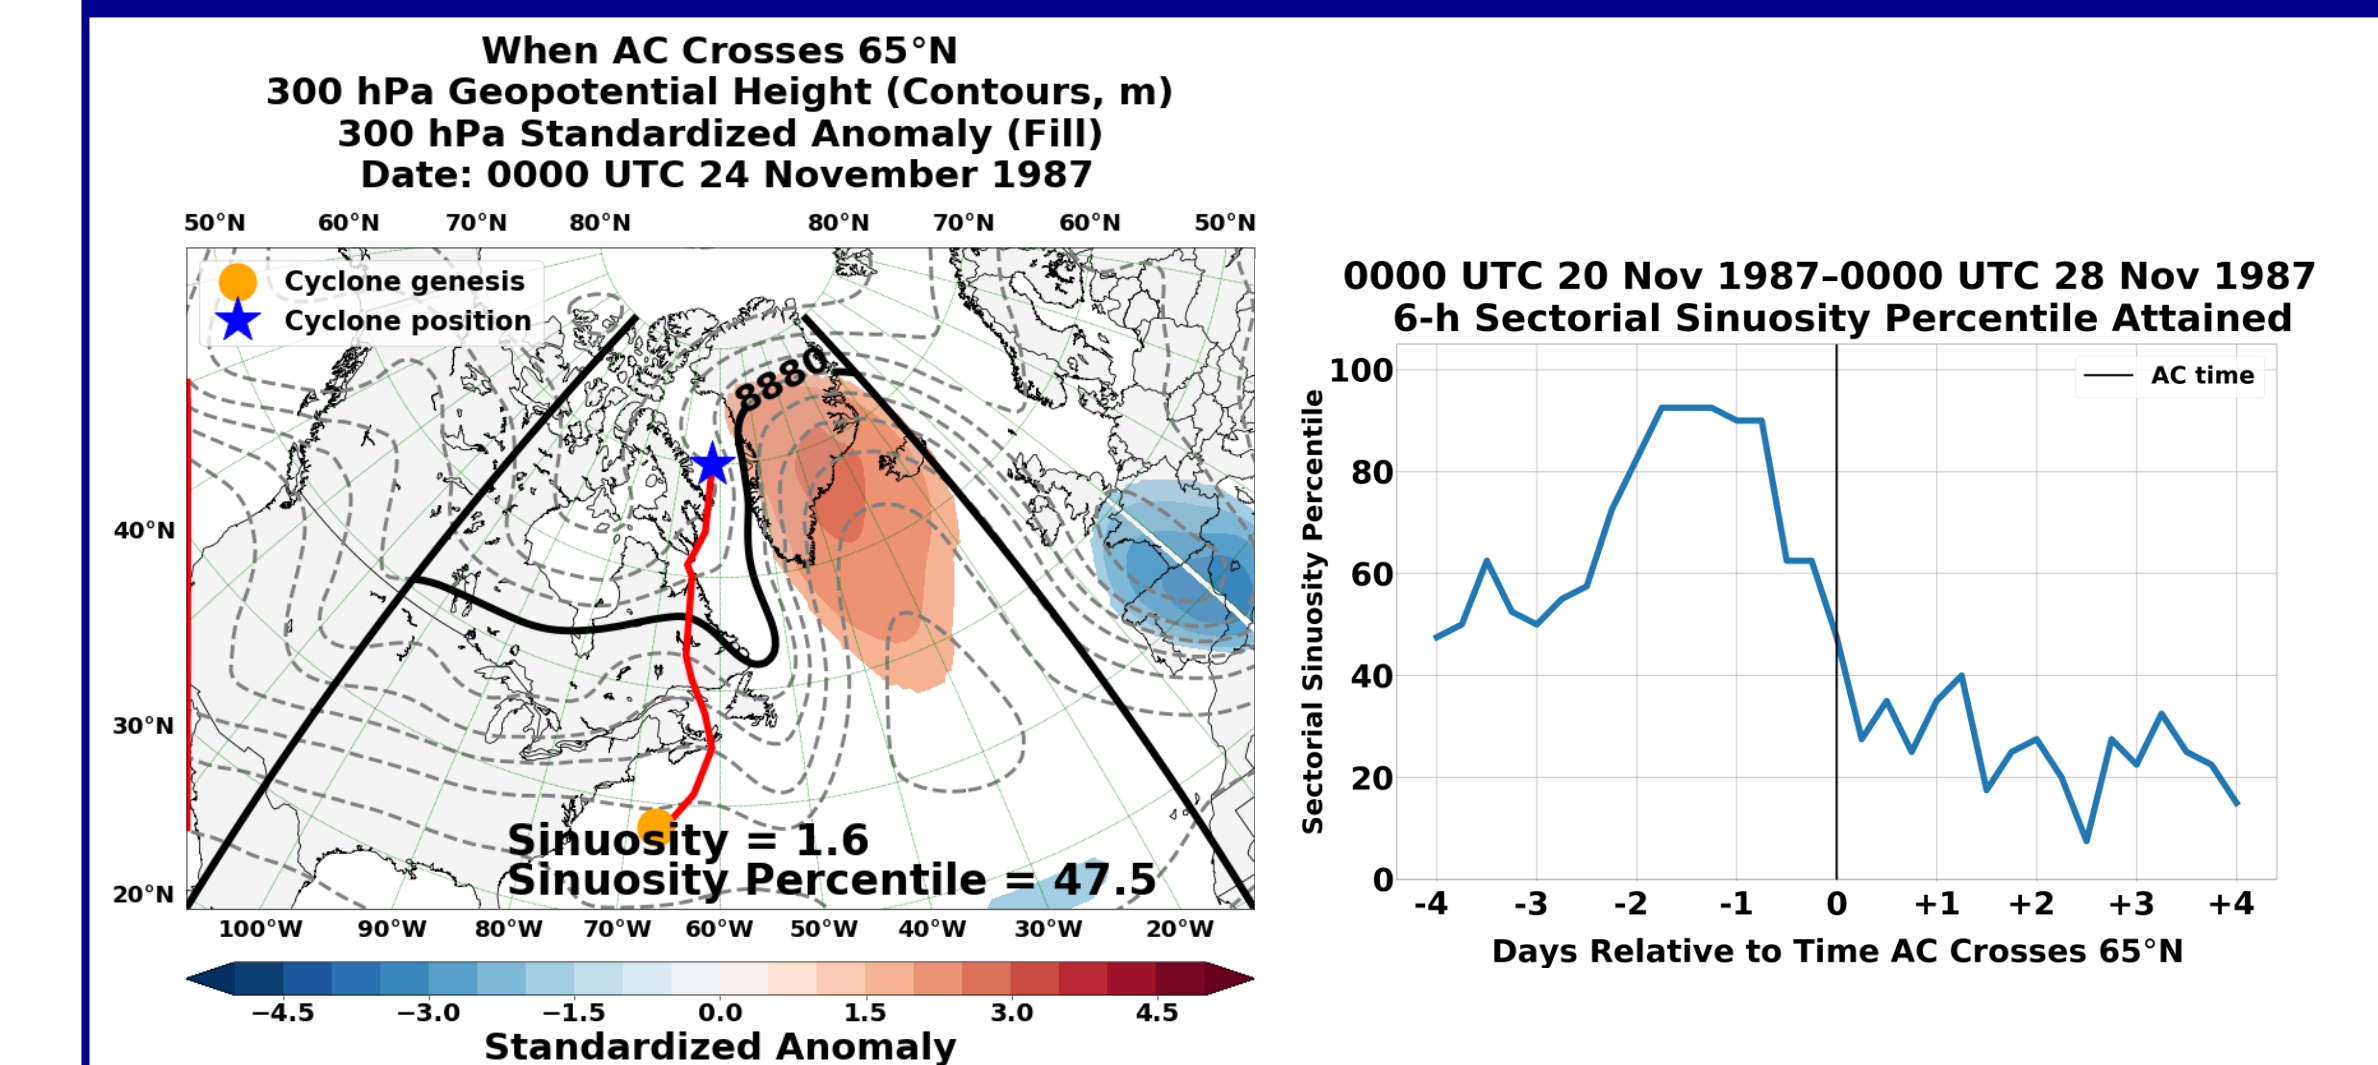 When AC Crosses 65°N
300 hPa Geopotential Height (Contours, m)
300 hPa Standardized Anomaly (Fill)
Date: 0000 UTC 24 November 1987
50°N 60°N 70°N 80°N 80°N 70°N 60°N 50°N
Cyclone genesis
Cyclone position
8880
40°N
30°N
20°N
Sinuosity = 1.6
Sinuosity Percentile = 47.5
100°W 90°W 80°W 70°W 60°W 50°W 40°W 30°W 20°W
−4.5 −3.0 −1.5 0.0 1.5 3.0 4.5
Standardized Anomaly
0000 UTC 20 Nov 1987–0000 UTC 28 Nov 1987
6-h Sectorial Sinuosity Percentile Attained
AC time
Sectorial Sinuosity Percentile
100
80
60
40
20
0
-4 -3 -2 -1 0 +1 +2 +3 +4
Days Relative to Time AC Crosses 65°N